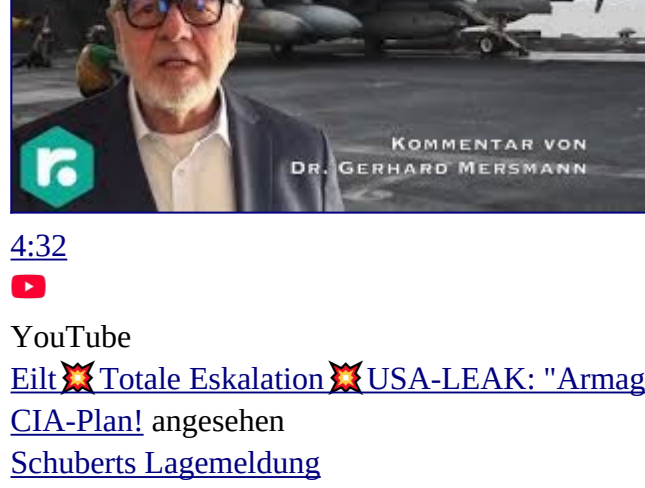 KOMMENTAR VON
DR. GERHARD MERSMANN
r.
4:32
YouTube
Eilt💥Totale Eskalation💥USA-LEAK: "Armag
CIA-Plan! angesehen
Schuberts Lagemeldung